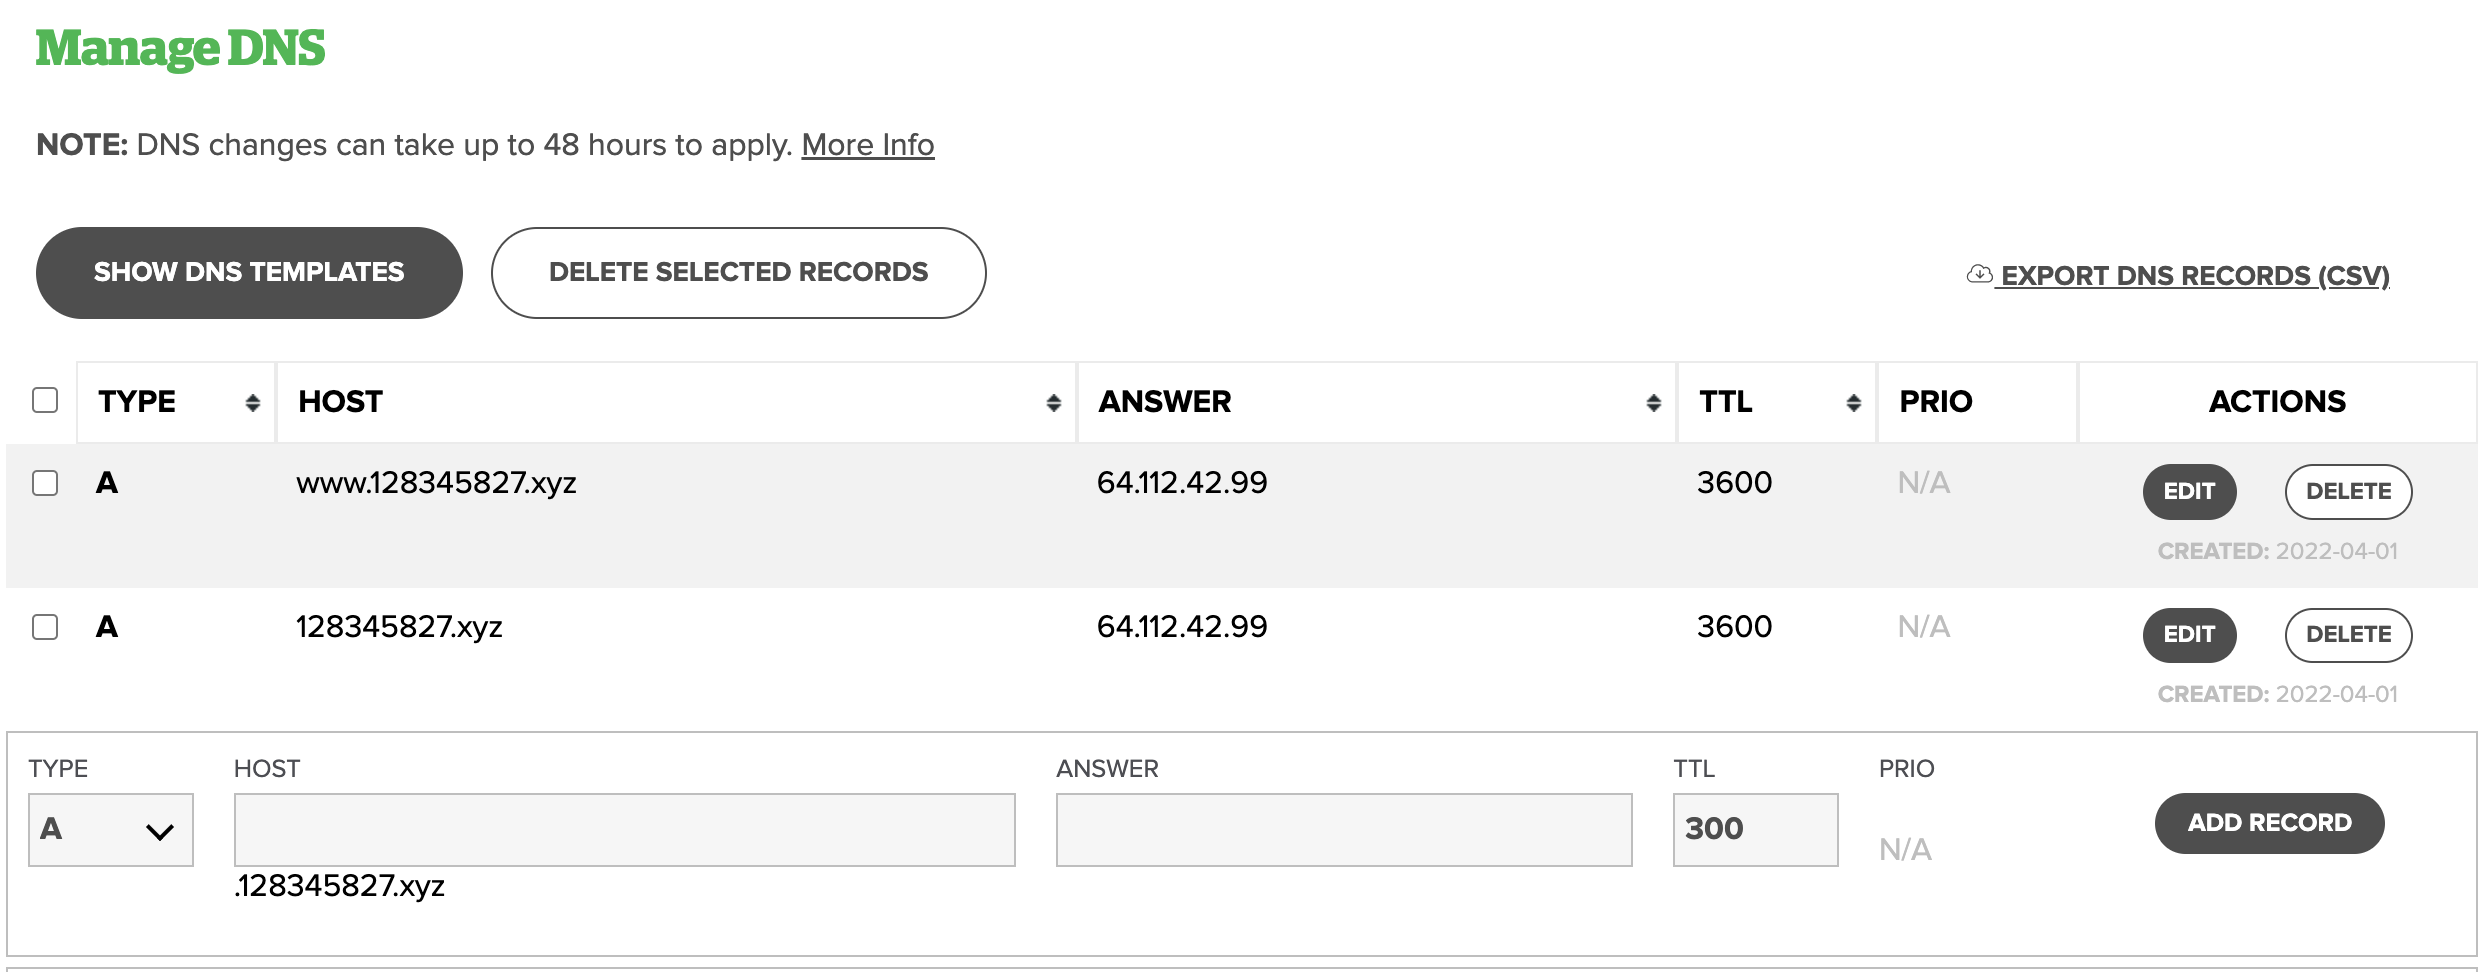 Manage DNS
NOTE: DNS changes can take up to 48 hours to apply. More Info
SHOW DNS TEMPLATES DELETE SELECTED RECORDS EXPORT DNS RECORDS (CSV)
TYPE HOST ANSWER TTL PRIO ACTIONS
A www.128345827.xyz 64.112.42.99 3600 N/A EDIT DELETE
CREATED: 2022-04-01
A 128345827.xyz 64.112.42.99 3600 N/A EDIT DELETE
CREATED: 2022-04-01
TYPE HOST ANSWER TTL PRIO
A 300 N/A ADD RECORD
.128345827.xyz